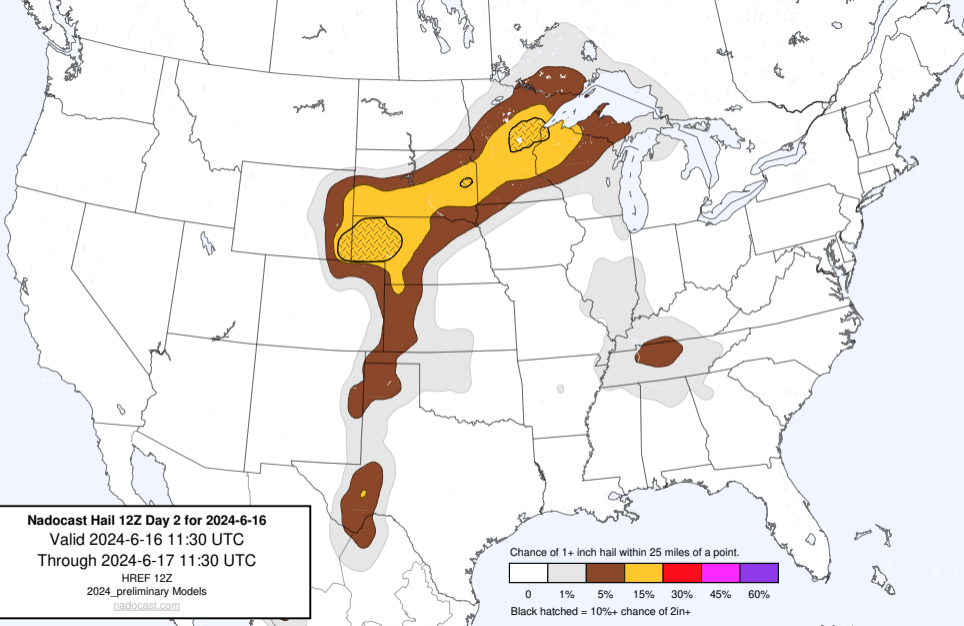 Nadocast Hail 12Z Day 2 for 2024-6-16
Valid 2024-6-16 11:30 UTC
Through 2024-6-17 11:30 UTC
HREF 12Z
2024_preliminary Models
nadocast.com
Chance of 1+ inch hail within 25 miles of a point.
0 1% 5% 15% 30% 45% 60%
Black hatched = 10%+ chance of 2in+